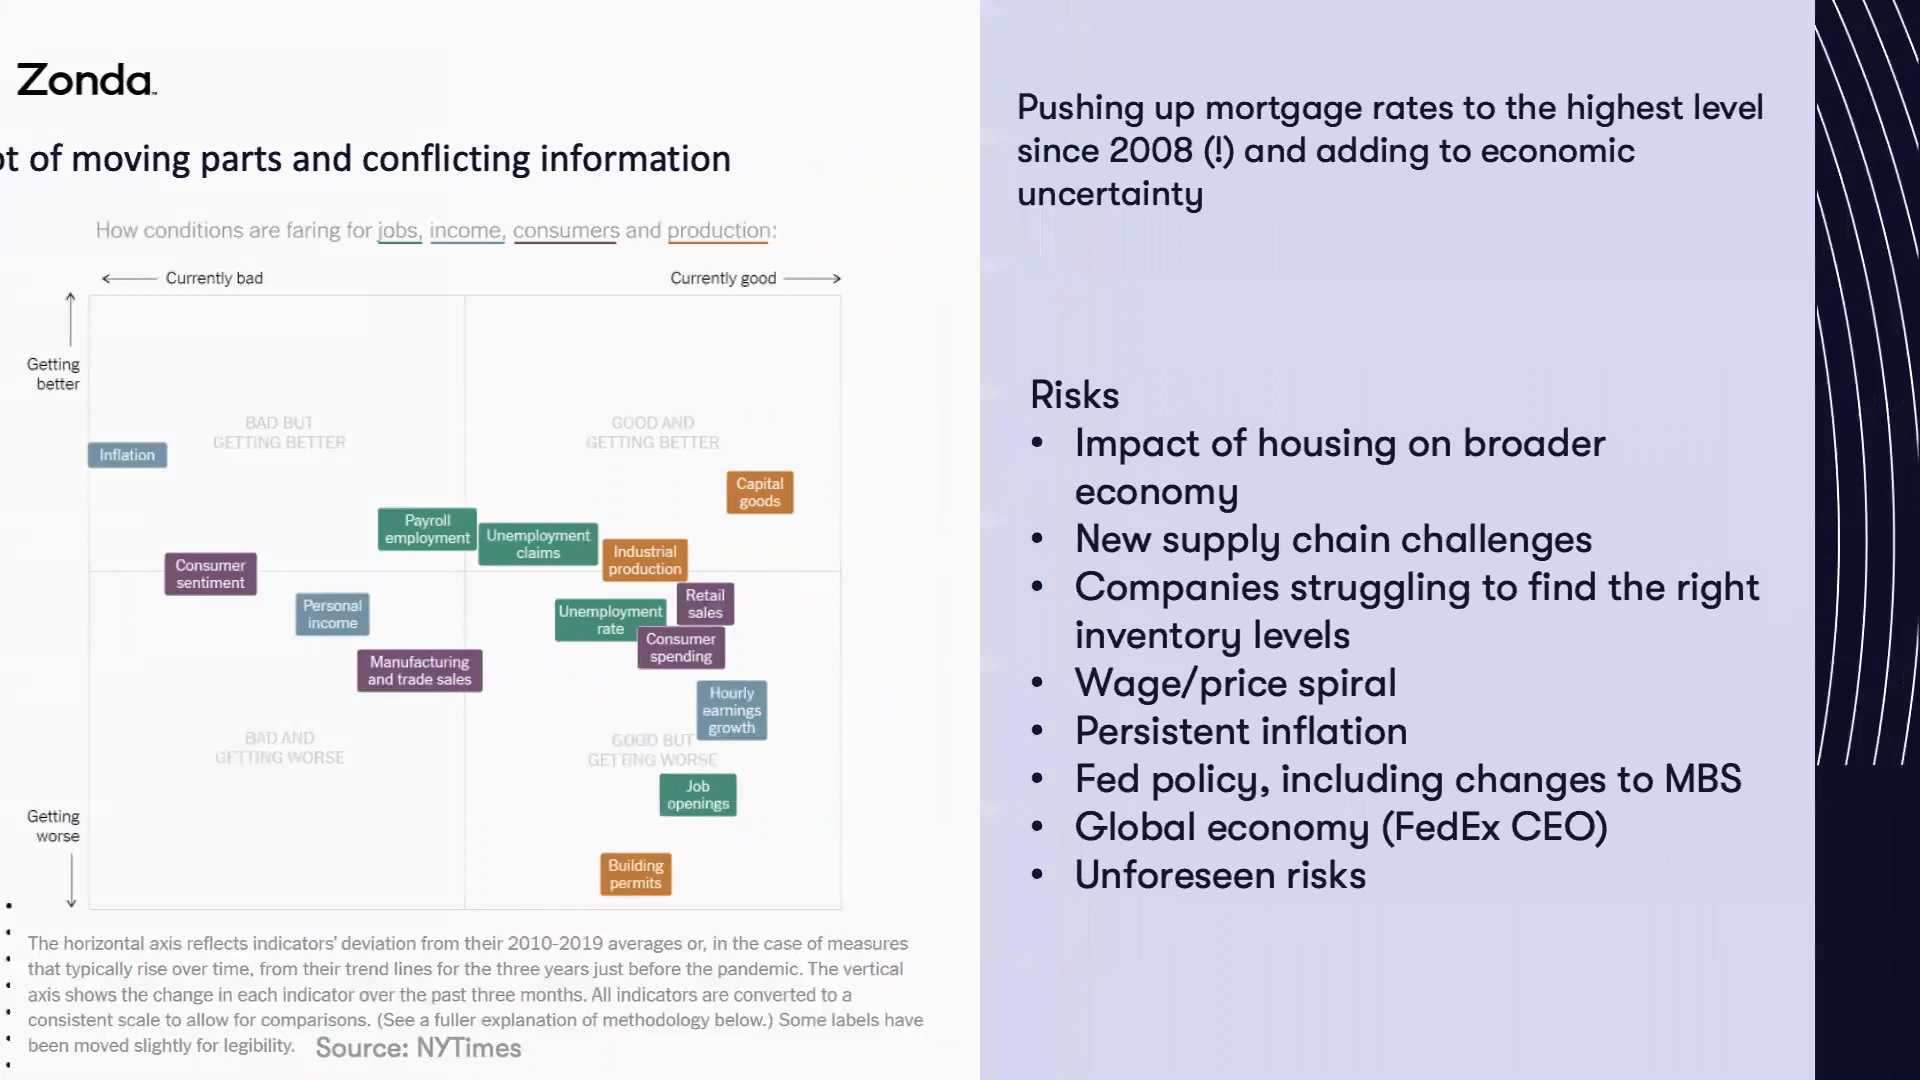 Zonda
ot of moving parts and conflicting information
How conditions are faring for jobs, income, consumers and production:
Currently bad
Currently good
Getting
better
BAD BUT
GETTING BETTER
GOOD AND
GETTING BETTER
Inflation
Capital
goods
Payroll
employment
Unemployment
claims
Industrial
production
Consumer
sentiment
Personal
income
Retail
sales
Unemployment
rate
Consumer
spending
Manufacturing
and trade sales
Hourly
earnings
growth
BAD AND
GETTING WORSE
GOOD BUT
GETTING WORSE
Job
openings
Getting
worse
Building
permits
The horizontal axis reflects indicators’ deviation from their 2010-2019 averages or, in the case of measures
that typically rise over time, from their trend lines for the three years just before the pandemic. The vertical
axis shows the change in each indicator over the past three months. All indicators are converted to a
consistent scale to allow for comparisons. (See a fuller explanation of methodology below.) Some labels have
been moved slightly for legibility.
Source: NYTimes
Pushing up mortgage rates to the highest level
since 2008 (!) and adding to economic
uncertainty
Risks
• Impact of housing on broader
economy
• New supply chain challenges
• Companies struggling to find the right
inventory levels
• Wage/price spiral
• Persistent inflation
• Fed policy, including changes to MBS
• Global economy (FedEx CEO)
• Unforeseen risks